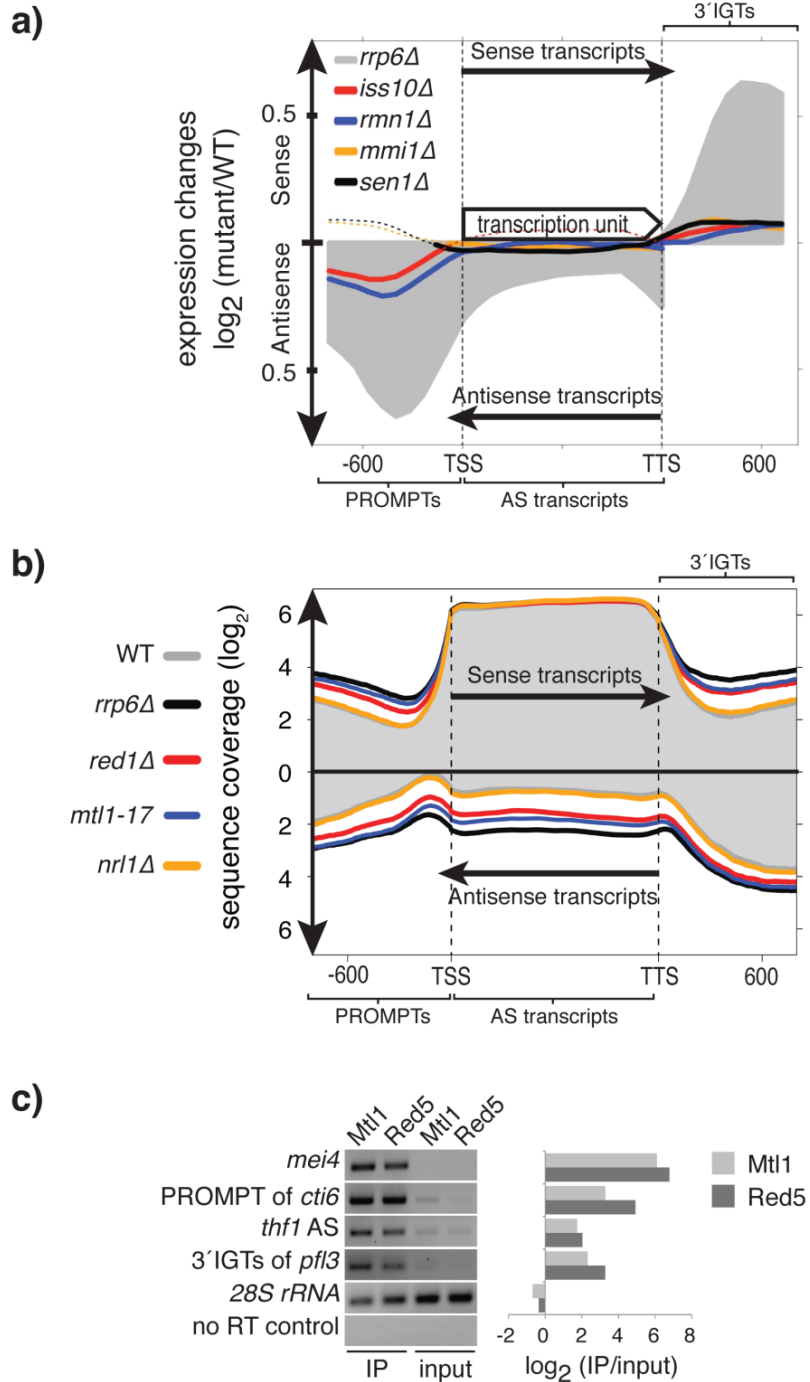 a)
3´IGTs
Sense transcripts
rrp6Δ
iss10Δ
rmn1Δ
mmi1Δ
sen1Δ
0.5
expression changes
log2 (mutant/WT)
Sense
Antisense
transcription unit
0.5
Antisense transcripts
-600 TSS TTS 600
PROMPTs AS transcripts
b)
3´IGTs
WT
rrp6Δ
red1Δ
mtl1-17
nrl1Δ
sequence coverage (log2)
6
4
Sense transcripts
2
0
2
4
Antisense transcripts
6
-600 TSS TTS 600
PROMPTs AS transcripts
c)
Mtl1 Red5 Mtl1 Red5
mei4
PROMPT of cti6
thf1 AS
3´IGTs of pfl3
28S rRNA
no RT control
IP input
Mtl1
Red5
-2 0 2 4 6 8
log2 (IP/input)